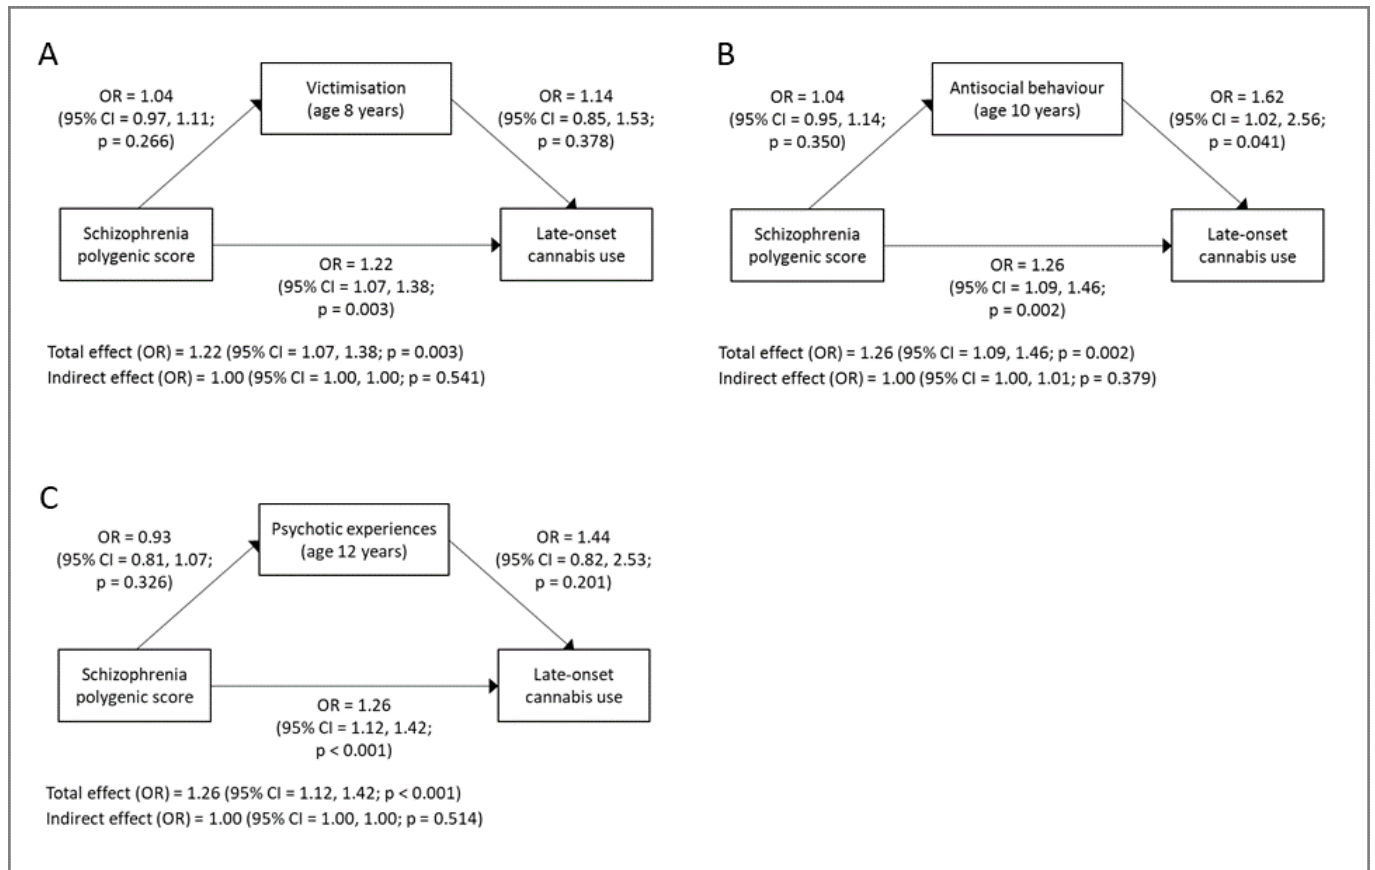 A
OR = 1.04
(95% CI = 0.97, 1.11;
p = 0.266)
Victimisation
(age 8 years)
OR = 1.14
(95% CI = 0.85, 1.53;
p = 0.378)
Schizophrenia
polygenic score
Late-onset
cannabis use
OR = 1.22
(95% CI = 1.07, 1.38;
p = 0.003)
Total effect (OR) = 1.22 (95% CI = 1.07, 1.38; p = 0.003)
Indirect effect (OR) = 1.00 (95% CI = 1.00, 1.00; p = 0.541)
B
OR = 1.04
(95% CI = 0.95, 1.14;
p = 0.350)
Antisocial behaviour
(age 10 years)
OR = 1.62
(95% CI = 1.02, 2.56;
p = 0.041)
Schizophrenia
polygenic score
Late-onset
cannabis use
OR = 1.26
(95% CI = 1.09, 1.46;
p = 0.002)
Total effect (OR) = 1.26 (95% CI = 1.09, 1.46; p = 0.002)
Indirect effect (OR) = 1.00 (95% CI = 1.00, 1.01; p = 0.379)
C
OR = 0.93
(95% CI = 0.81, 1.07;
p = 0.326)
Psychotic experiences
(age 12 years)
OR = 1.44
(95% CI = 0.82, 2.53;
p = 0.201)
Schizophrenia
polygenic score
Late-onset
cannabis use
OR = 1.26
(95% CI = 1.12, 1.42;
p < 0.001)
Total effect (OR) = 1.26 (95% CI = 1.12, 1.42; p < 0.001)
Indirect effect (OR) = 1.00 (95% CI = 1.00, 1.00; p = 0.514)